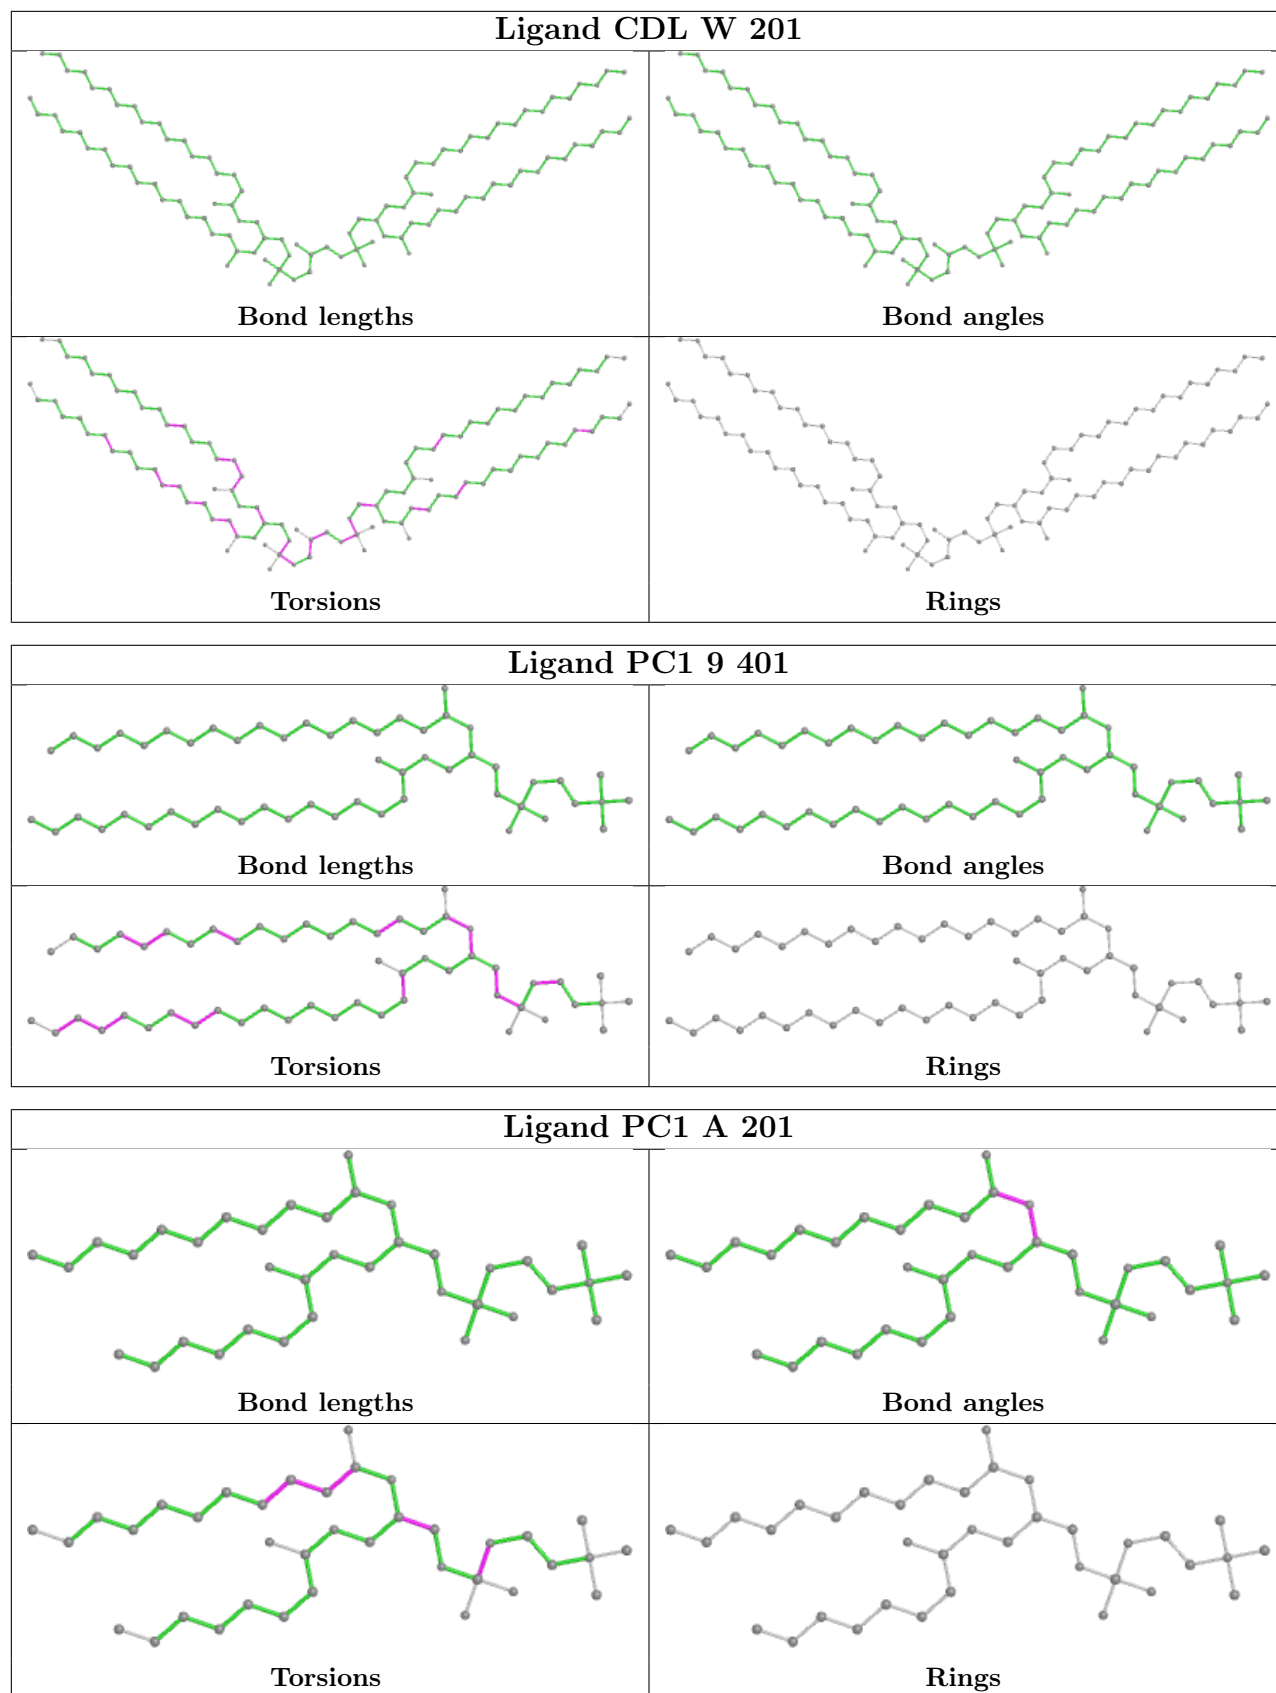 Ligand CDL W 201
Bond lengths
Bond angles
Torsions
Rings
Ligand PC1 9 401
Bond lengths
Bond angles
Torsions
Rings
Ligand PC1 A 201
Bond lengths
Bond angles
Torsions
Rings